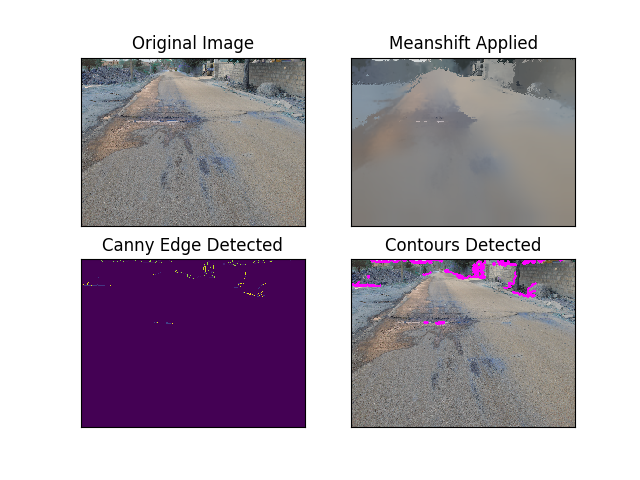 Original Image
Meanshift Applied
Canny Edge Detected
Contours Detected